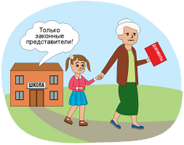 Только
законные
представители!
ШКОЛА